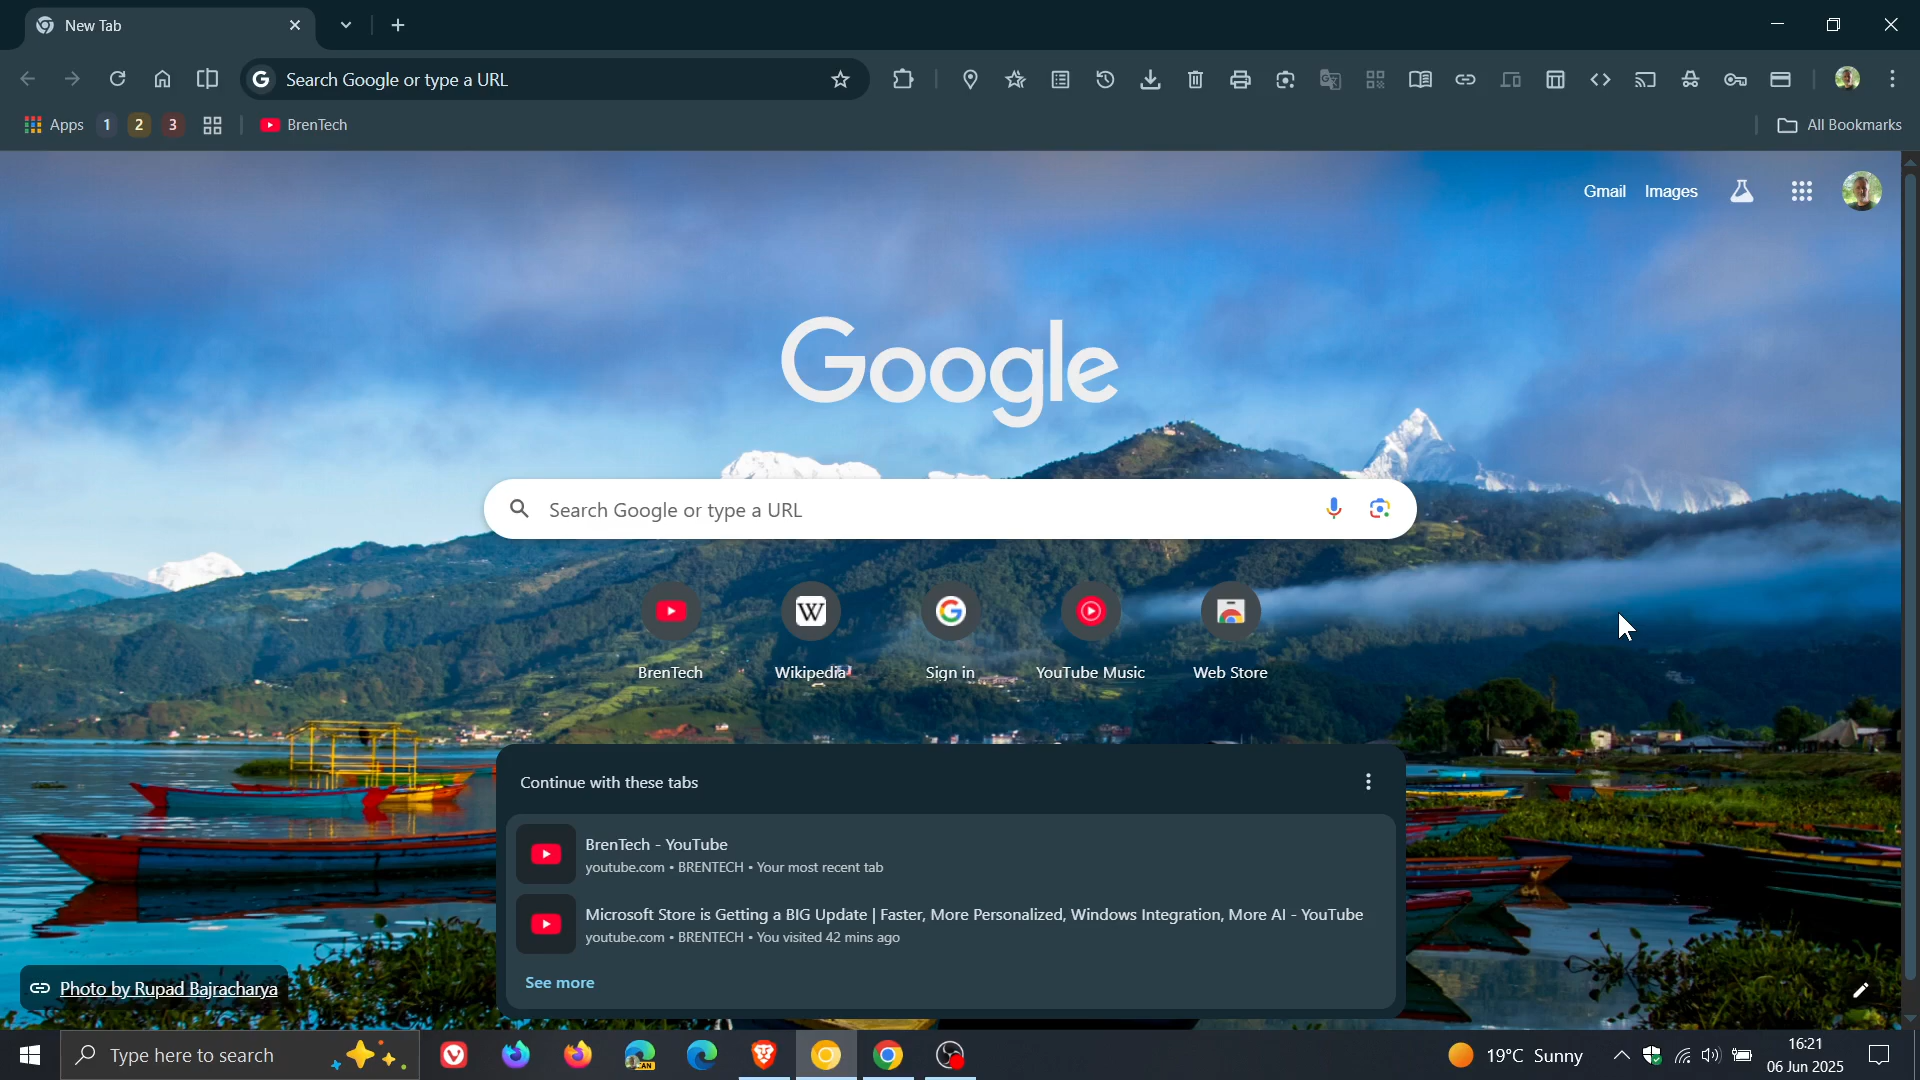 New Tab
Search Google or type a URL
Apps 1 2 3 BrenTech All Bookmarks
Gmail Images
Google
Search Google or type a URL
BrenTech Wikipedia Sign in YouTube Music Web Store
Continue with these tabs
BrenTech - YouTube
youtube.com • BRENTECH • Your most recent tab
Microsoft Store is Getting a BIG Update | Faster, More Personalized, Windows Integration, More AI - YouTube
youtube.com • BRENTECH • You visited 42 mins ago
See more
Photo by Rupad Bajracharya
Type here to search
CAN
19°C Sunny
16:21
06 Jun 2025